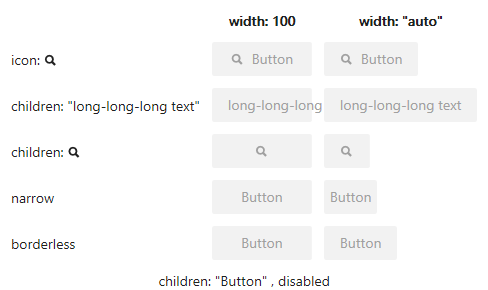 width: 100 width: "auto"
icon: Button Button
children: "long-long-long text" long-long-long long-long-long text
children:
narrow Button Button
borderless Button Button
children: "Button" , disabled